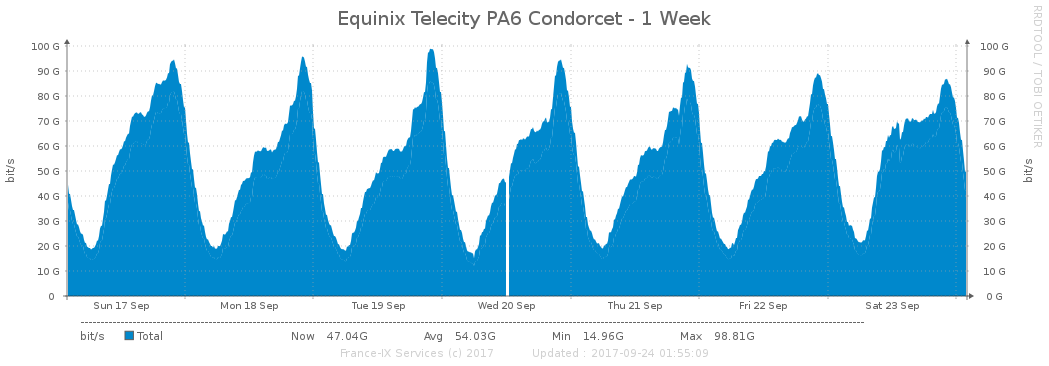 Equinix Telecity PA6 Condorcet - 1 Week
RRDTOOL / TOBI OETIKER
100 G 100 G
90 G 90 G
80 G 80 G
70 G 70 G
60 G 60 G
50 G 50 G
40 G 40 G
30 G 30 G
20 G 20 G
10 G 10 G
0 0 G
bit/s
bit/s
Sun 17 Sep Mon 18 Sep Tue 19 Sep Wed 20 Sep Thu 21 Sep Fri 22 Sep Sat 23 Sep
bit/s Total Now 47.04G Avg 54.03G Min 14.96G Max 98.81G
France-IX Services (c) 2017 Updated : 2017-09-24 01:55:09